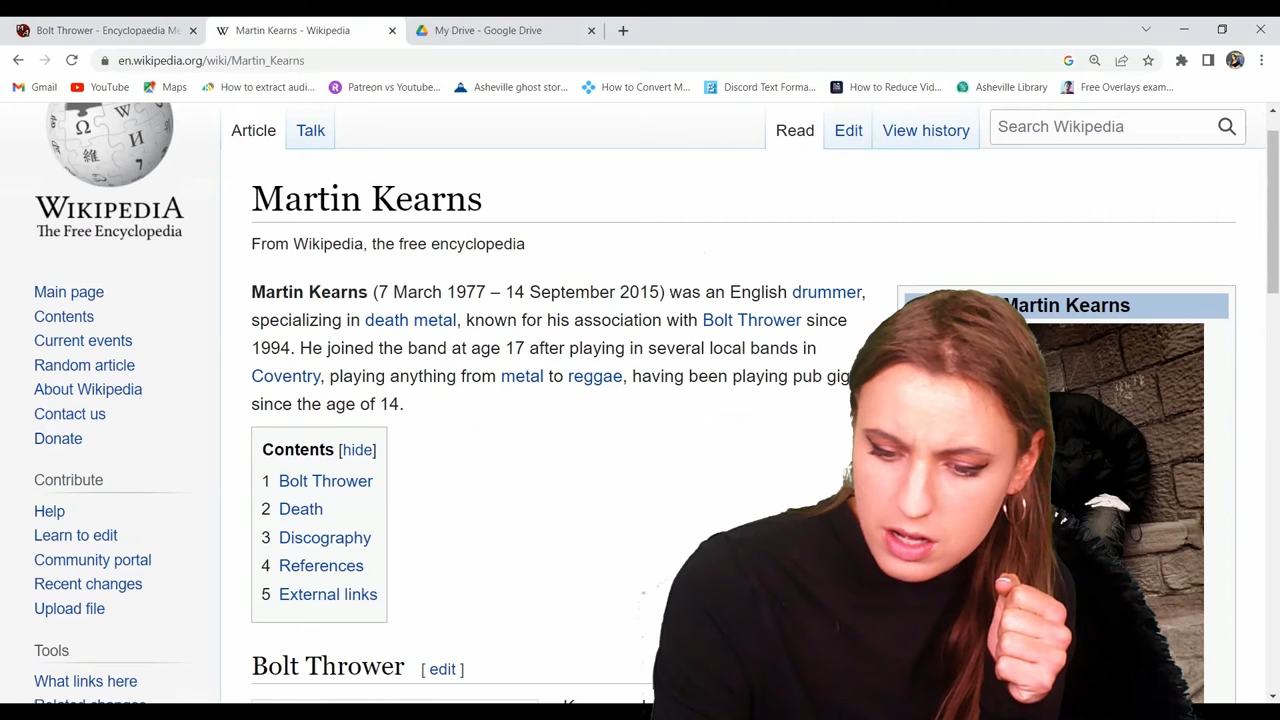 Bolt Thrower - Encyclopaedia Me
Martin Kearns - Wikipedia
My Drive - Google Drive
en.wikipedia.org/wiki/Martin_Kearns
Gmail
YouTube
Maps
How to extract audi...
Patreon vs Youtube...
Asheville ghost stor...
How to Convert M...
Discord Text Forma...
How to Reduce Vid...
Asheville Library
Free Overlays exam...
Article
Talk
Read
Edit
View history
Search Wikipedia
WIKIPEDIA
The Free Encyclopedia
Main page
Contents
Current events
Random article
About Wikipedia
Contact us
Donate
Contribute
Help
Learn to edit
Community portal
Recent changes
Upload file
Tools
What links here
Martin Kearns
From Wikipedia, the free encyclopedia
Martin Kearns (7 March 1977 – 14 September 2015) was an English drummer,
specializing in death metal, known for his association with Bolt Thrower since
1994. He joined the band at age 17 after playing in several local bands in
Coventry, playing anything from metal to reggae, having been playing pub gig
since the age of 14.
Contents [hide]
1 Bolt Thrower
2 Death
3 Discography
4 References
5 External links
Bolt Thrower [ edit ]
Martin Kearns